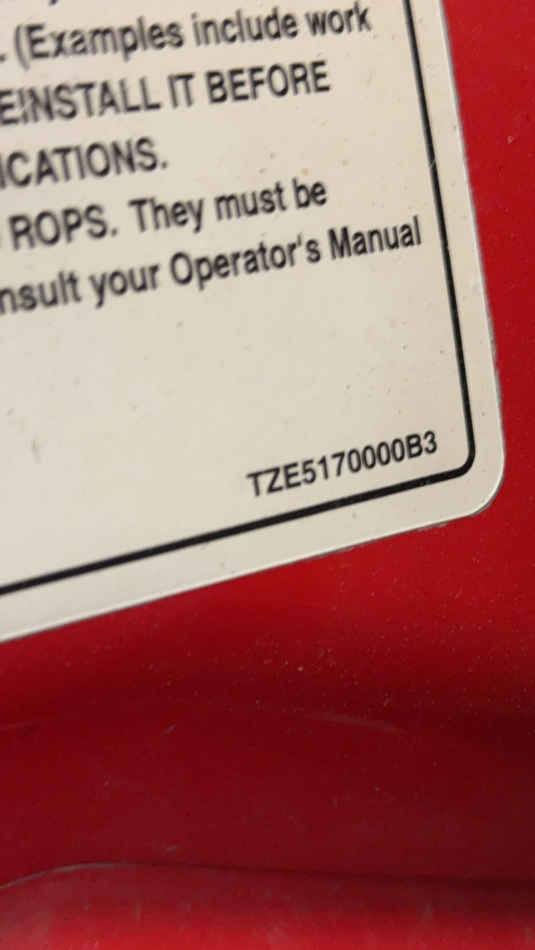 . (Examples include work
EINSTALL IT BEFORE
ICATIONS.
ROPS. They must be
nsult your Operator's Manual
TZE5170000B3